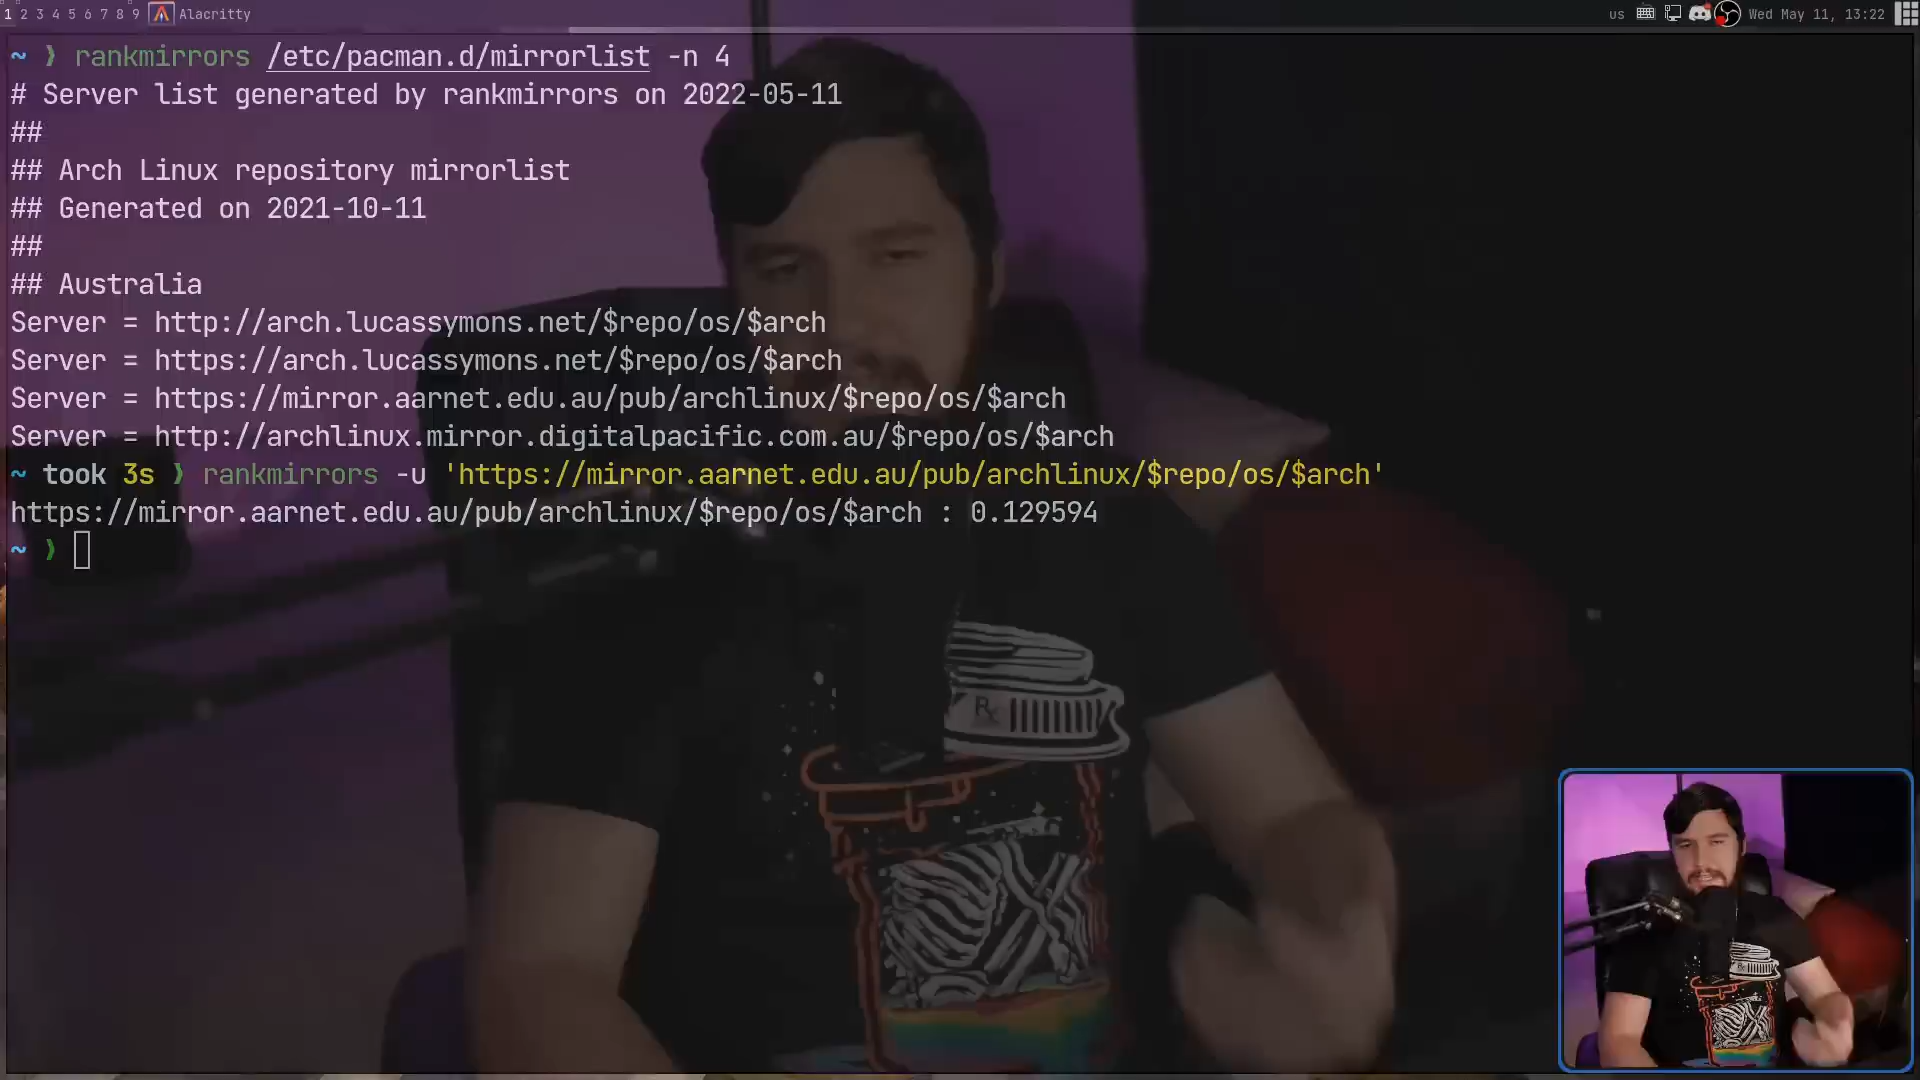 1 2 3 4 5 6 7 8 9 Alacritty us Wed May 11, 13:22
~ ❯ rankmirrors /etc/pacman.d/mirrorlist -n 4
# Server list generated by rankmirrors on 2022-05-11
##
## Arch Linux repository mirrorlist
## Generated on 2021-10-11
##
## Australia
Server = http://arch.lucassymons.net/$repo/os/$arch
Server = https://arch.lucassymons.net/$repo/os/$arch
Server = https://mirror.aarnet.edu.au/pub/archlinux/$repo/os/$arch
Server = http://archlinux.mirror.digitalpacific.com.au/$repo/os/$arch
~ took 3s ❯ rankmirrors -u 'https://mirror.aarnet.edu.au/pub/archlinux/$repo/os/$arch'
https://mirror.aarnet.edu.au/pub/archlinux/$repo/os/$arch : 0.129594
~ ❯
Rx